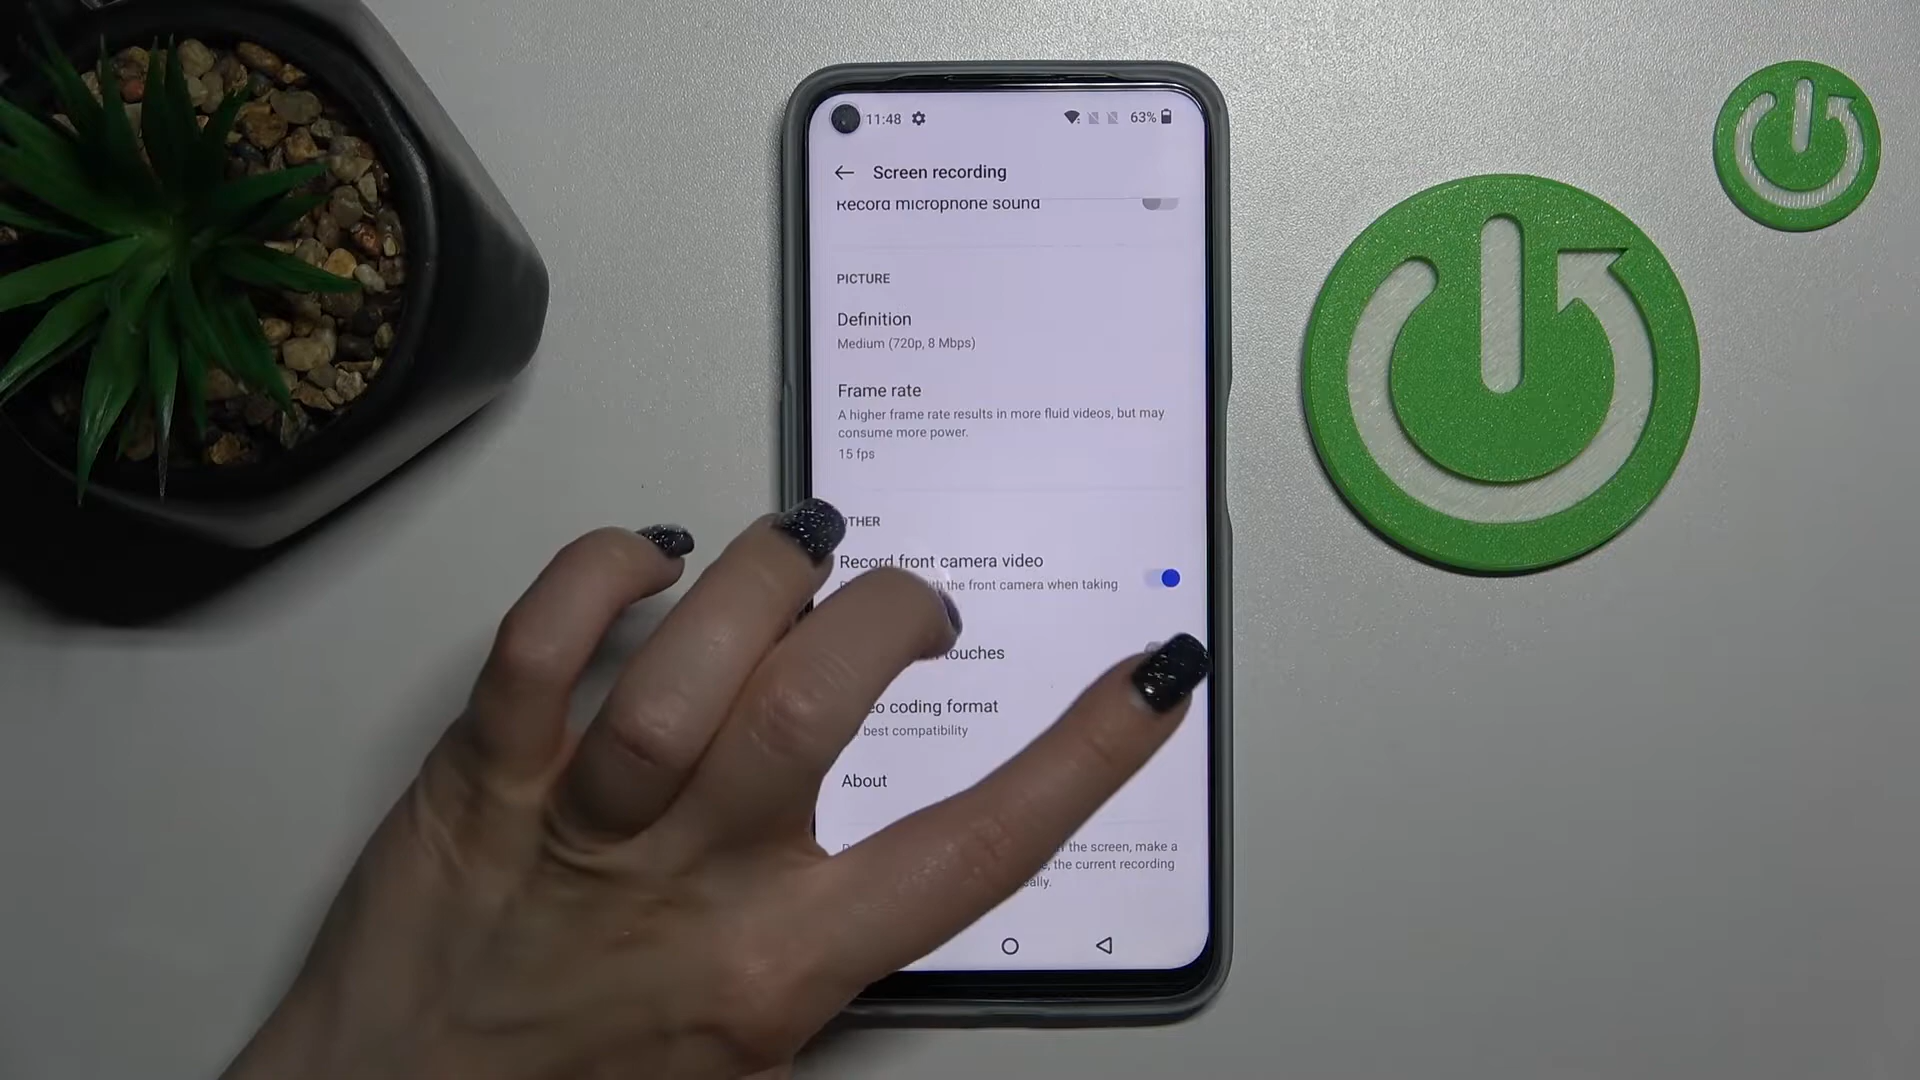 11:48 63%
Screen recording
Record microphone sound
PICTURE
Definition
Medium (720p, 8 Mbps)
Frame rate
A higher frame rate results in more fluid videos, but may
consume more power.
15 fps
OTHER
Record front camera video
the front camera when taking
touches
coding format
best compatibility
About
the screen, make a
the current recording